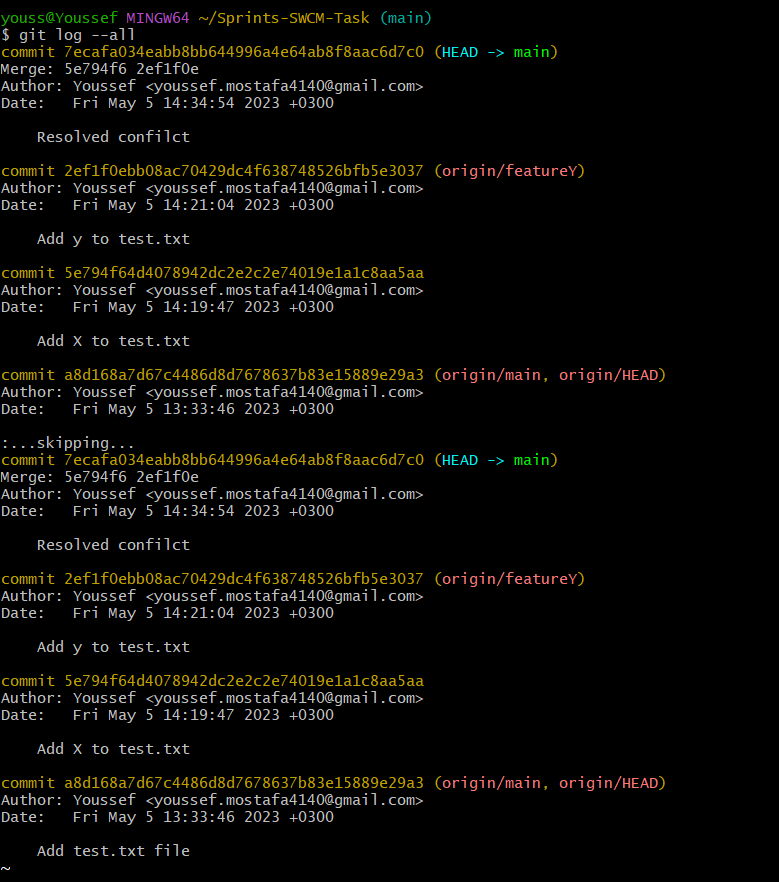 youss@Youssef MINGW64 ~/Sprints-SWCM-Task (main)
$ git log --all
commit 7ecafa034eabb8bb644996a4e64ab8f8aac6d7c0 (HEAD -> main)
Merge: 5e794f6 2ef1f0e
Author: Youssef <youssef.mostafa4140@gmail.com>
Date:   Fri May 5 14:34:54 2023 +0300

    Resolved confilct

commit 2ef1f0ebb08ac70429dc4f638748526bfb5e3037 (origin/featureY)
Author: Youssef <youssef.mostafa4140@gmail.com>
Date:   Fri May 5 14:21:04 2023 +0300

    Add y to test.txt

commit 5e794f64d4078942dc2e2c2e74019e1a1c8aa5aa
Author: Youssef <youssef.mostafa4140@gmail.com>
Date:   Fri May 5 14:19:47 2023 +0300

    Add X to test.txt

commit a8d168a7d67c4486d8d7678637b83e15889e29a3 (origin/main, origin/HEAD)
Author: Youssef <youssef.mostafa4140@gmail.com>
Date:   Fri May 5 13:33:46 2023 +0300

:...skipping...
commit 7ecafa034eabb8bb644996a4e64ab8f8aac6d7c0 (HEAD -> main)
Merge: 5e794f6 2ef1f0e
Author: Youssef <youssef.mostafa4140@gmail.com>
Date:   Fri May 5 14:34:54 2023 +0300

    Resolved confilct

commit 2ef1f0ebb08ac70429dc4f638748526bfb5e3037 (origin/featureY)
Author: Youssef <youssef.mostafa4140@gmail.com>
Date:   Fri May 5 14:21:04 2023 +0300

    Add y to test.txt

commit 5e794f64d4078942dc2e2c2e74019e1a1c8aa5aa
Author: Youssef <youssef.mostafa4140@gmail.com>
Date:   Fri May 5 14:19:47 2023 +0300

    Add X to test.txt

commit a8d168a7d67c4486d8d7678637b83e15889e29a3 (origin/main, origin/HEAD)
Author: Youssef <youssef.mostafa4140@gmail.com>
Date:   Fri May 5 13:33:46 2023 +0300

    Add test.txt file
~